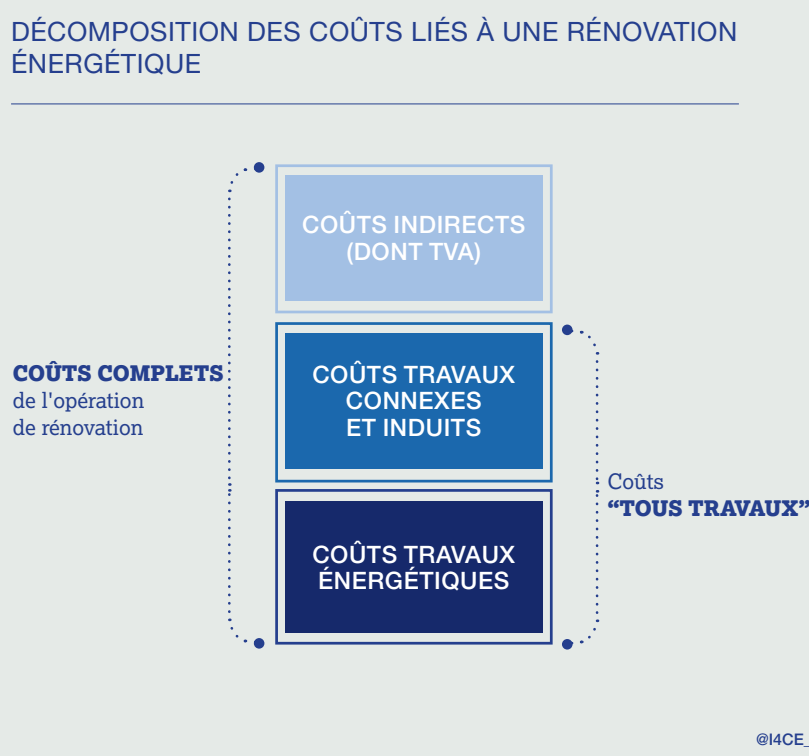 DÉCOMPOSITION DES COÛTS LIÉS À UNE RÉNOVATION
ÉNERGÉTIQUE
COÛTS INDIRECTS
(DONT TVA)
COÛTS COMPLETS
de l'opération
de rénovation
COÛTS TRAVAUX
CONNEXES
ET INDUITS
Coûts
“TOUS TRAVAUX”
COÛTS TRAVAUX
ÉNERGÉTIQUES
@I4CE_